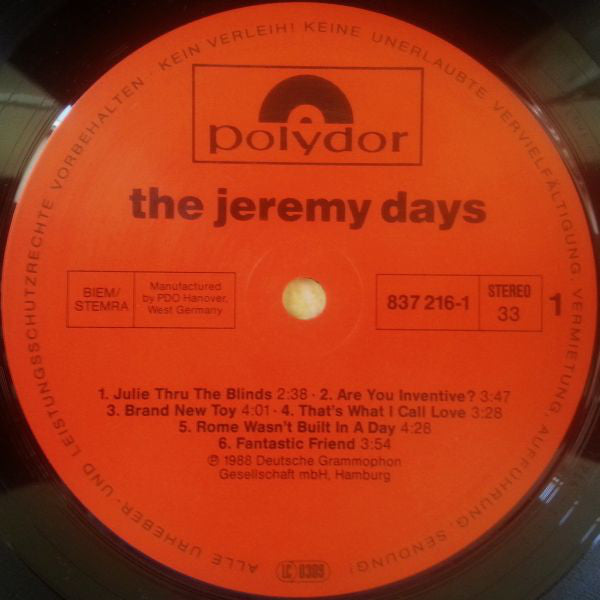 ALLE URHEBER- UND LEISTUNGSSCHUTZRECHTE VORBEHALTEN · KEIN VERLEIH! KEINE UNERLAUBTE VERVIELFÄLTIGUNG, VERMIETUNG, AUFFÜHRUNG, SENDUNG!
polydor
the jeremy days
BIEM/
STEMRA
Manufactured
by PDO Hanover,
West Germany
837 216-1
STEREO
33
1
1. Julie Thru The Blinds 2:38 · 2. Are You Inventive? 3:47
3. Brand New Toy 4:01 · 4. That's What I Call Love 3:28
5. Rome Wasn't Built In A Day 4:28
6. Fantastic Friend 3:54
℗ 1988 Deutsche Grammophon
Gesellschaft mbH, Hamburg
LC 0309